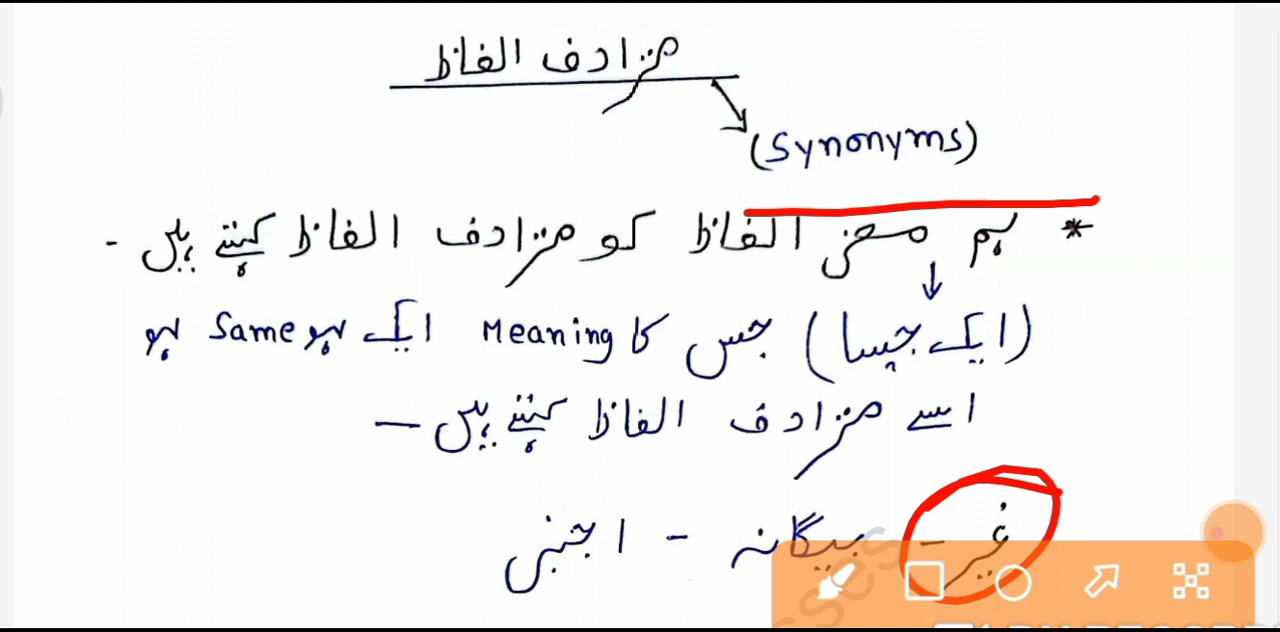 مترادف الفاظ
(Synonyms)
* ہم معنی الفاظ کو مترادف الفاظ کہتے ہیں -
(ایک جیسا) جس کا Meaning ایک ہو same ہو
اسے مترادف الفاظ کہتے ہیں —
غیر - بیگانہ - اجنبی